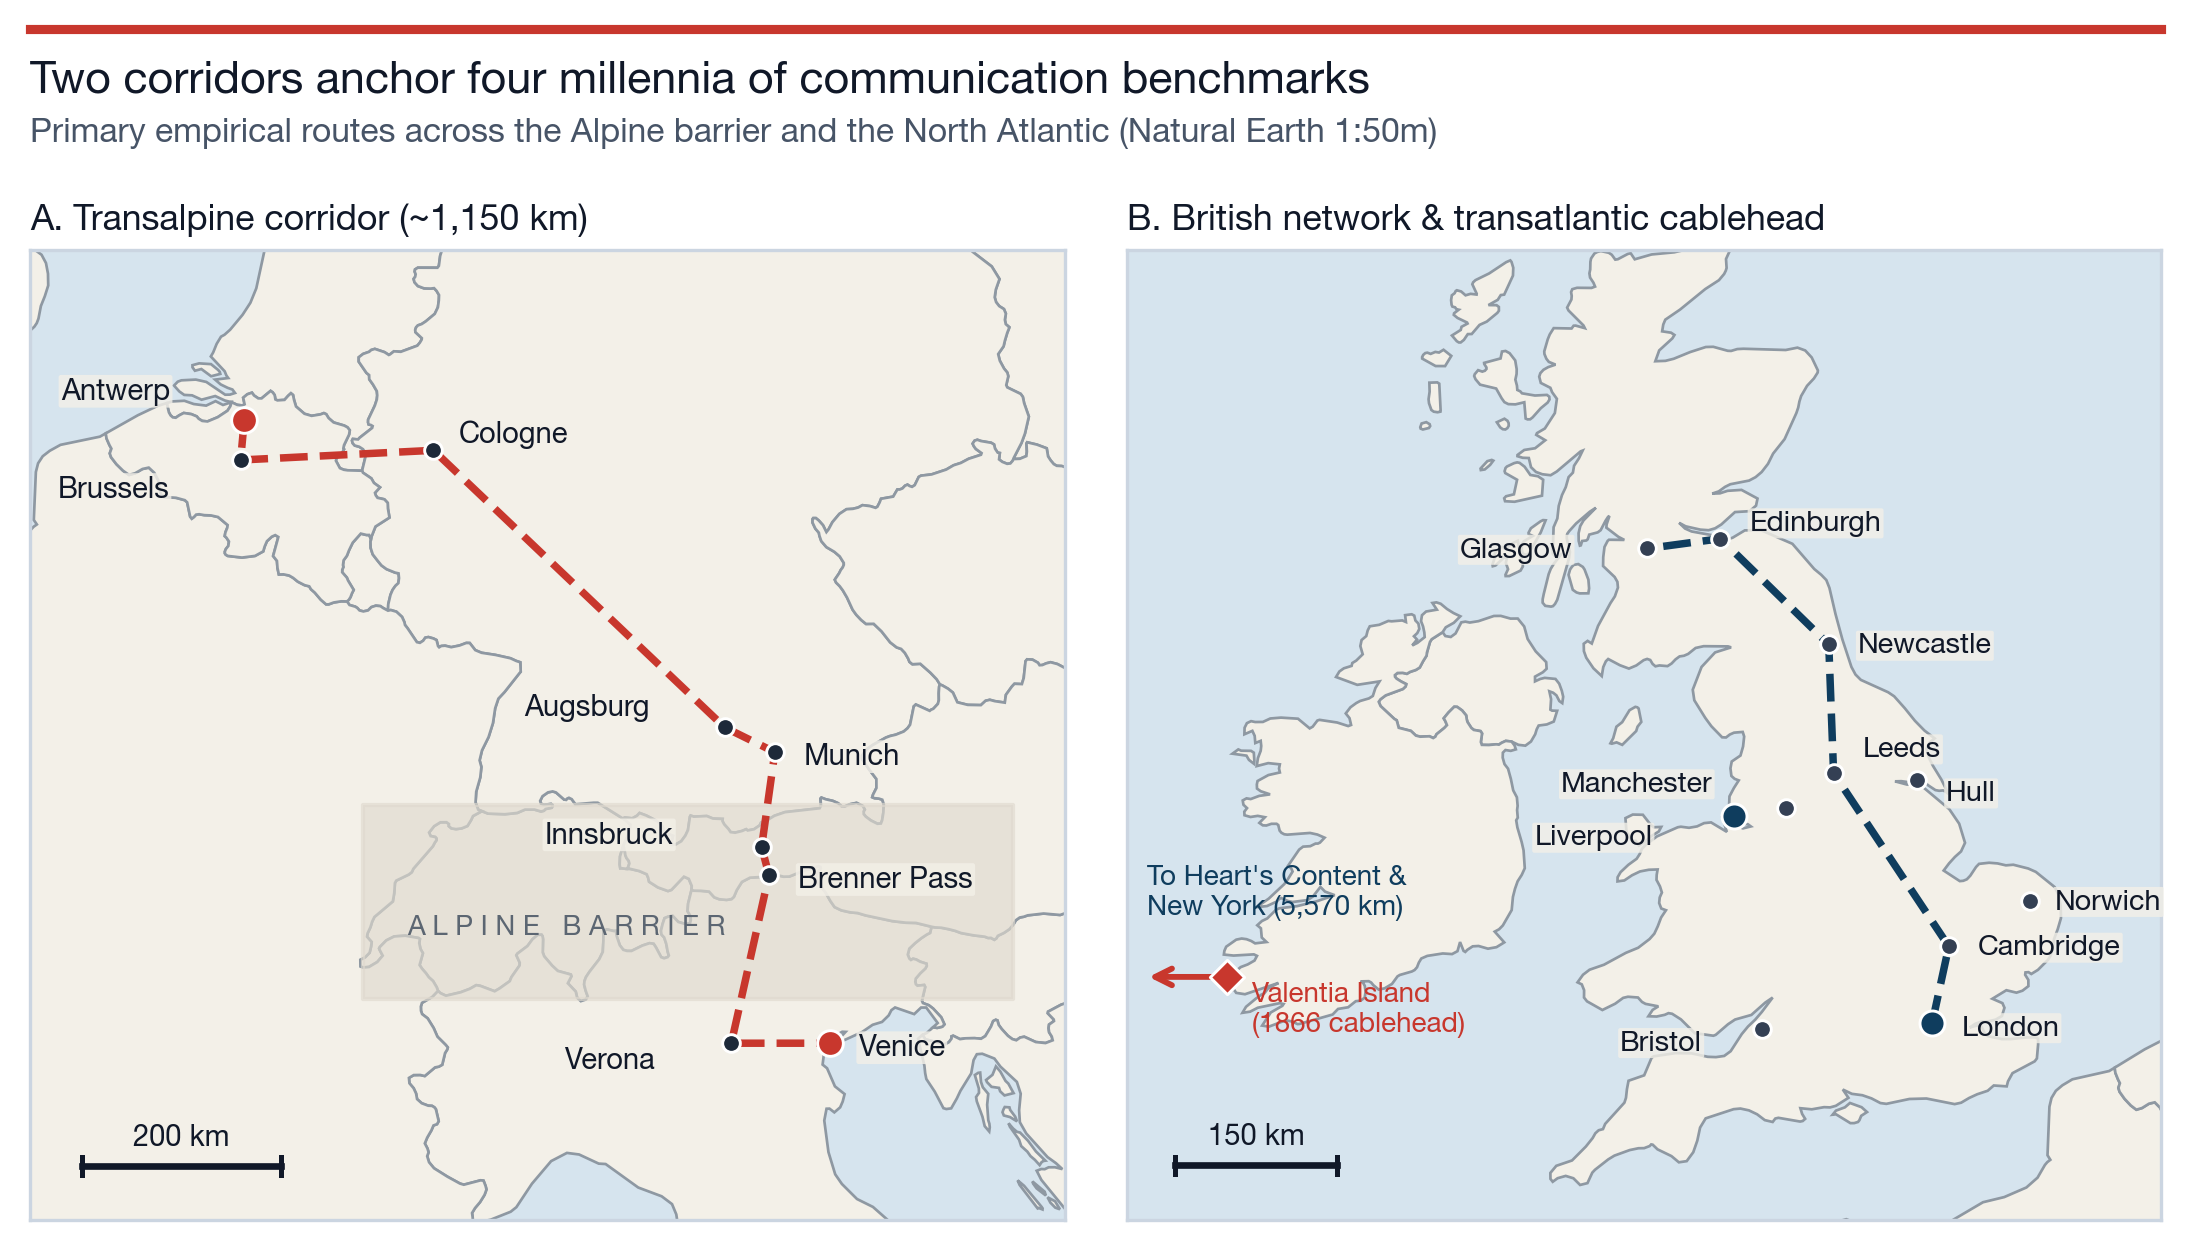 Two corridors anchor four millennia of communication benchmarks
Primary empirical routes across the Alpine barrier and the North Atlantic (Natural Earth 1:50m)
A. Transalpine corridor (~1,150 km)
Antwerp
Cologne
Brussels
Augsburg
Munich
Innsbruck
Brenner Pass
ALPINE BARRIER
Verona
Venice
200 km
B. British network & transatlantic cablehead
Edinburgh
Glasgow
Newcastle
Leeds
Manchester
Hull
Liverpool
To Heart's Content &
New York (5,570 km)
Norwich
Cambridge
Valentia Island
(1866 cablehead)
London
Bristol
150 km